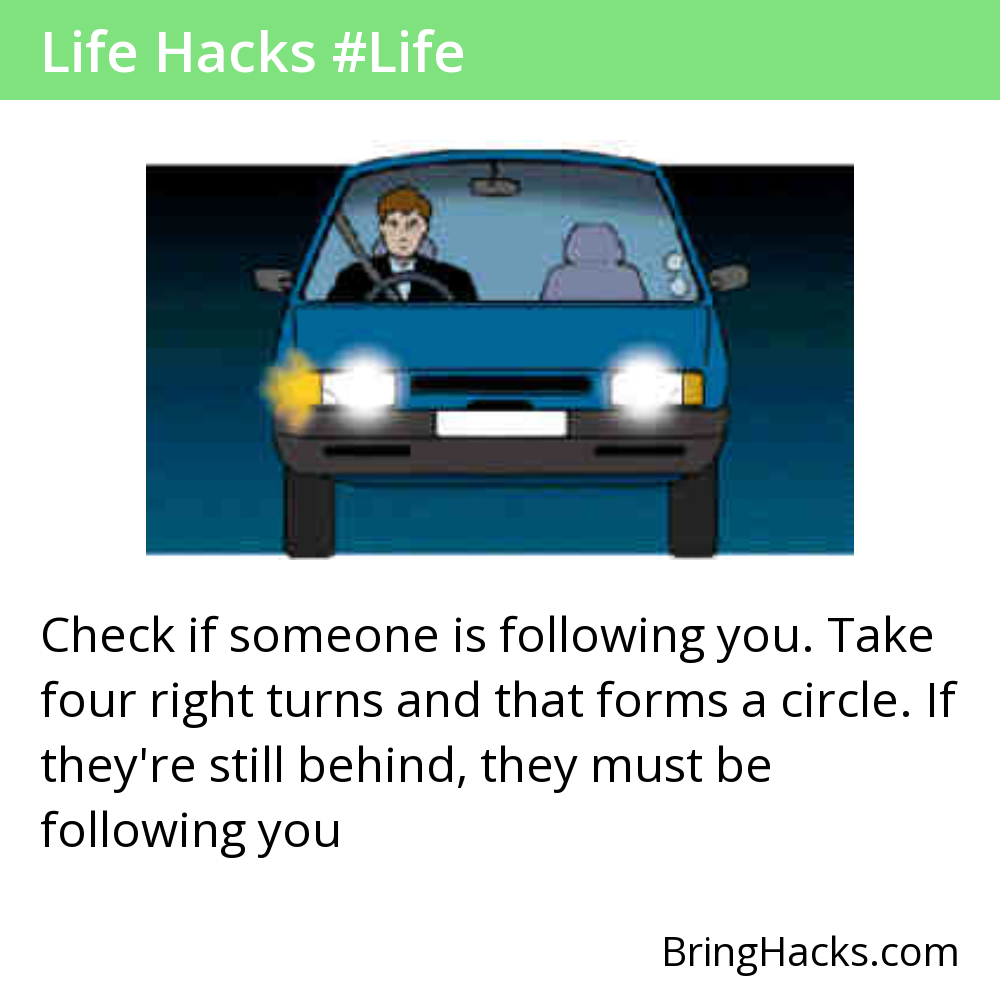 Life Hacks #Life
Check if someone is following you. Take
four right turns and that forms a circle. If
they're still behind, they must be
following you
BringHacks.com